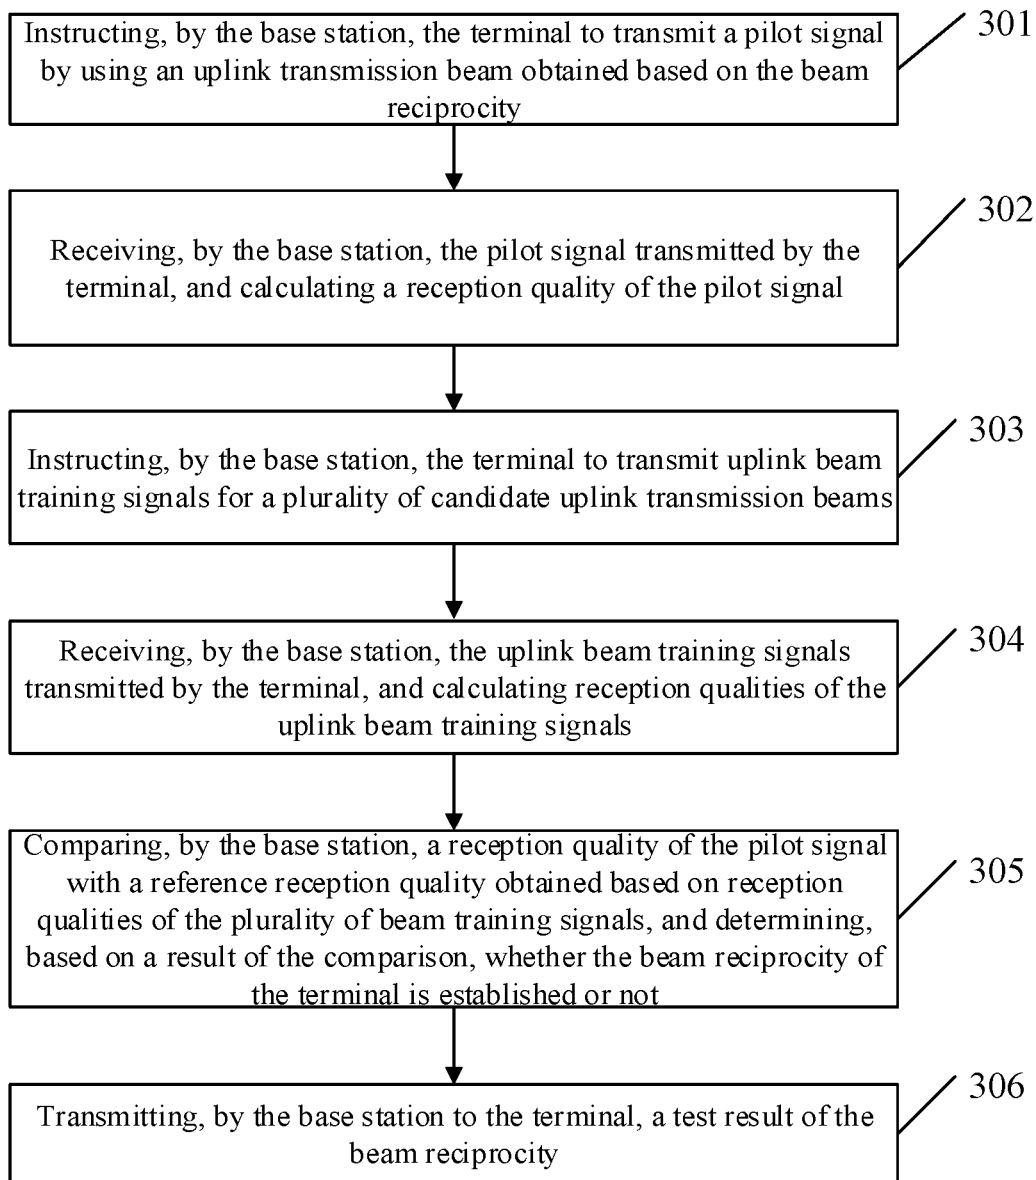 Instructing, by the base station, the terminal to transmit a pilot signal
by using an uplink transmission beam obtained based on the beam
reciprocity
301
Receiving, by the base station, the pilot signal transmitted by the
terminal, and calculating a reception quality of the pilot signal
302
Instructing, by the base station, the terminal to transmit uplink beam
training signals for a plurality of candidate uplink transmission beams
303
Receiving, by the base station, the uplink beam training signals
transmitted by the terminal, and calculating reception qualities of the
uplink beam training signals
304
Comparing, by the base station, a reception quality of the pilot signal
with a reference reception quality obtained based on reception
qualities of the plurality of beam training signals, and determining,
based on a result of the comparison, whether the beam reciprocity of
the terminal is established or not
305
Transmitting, by the base station to the terminal, a test result of the
beam reciprocity
306